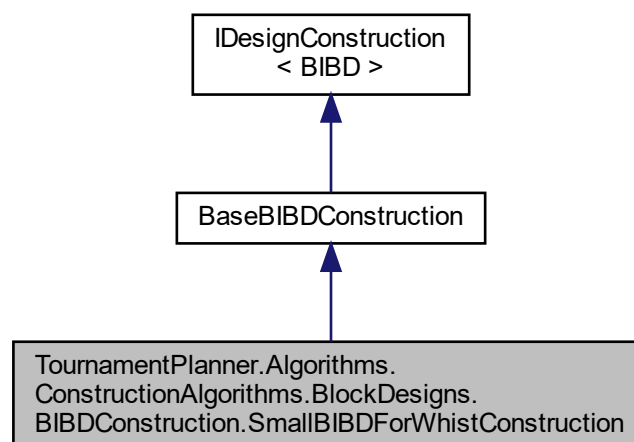 IDesignConstruction
< BIBD >
BaseBIBDConstruction
TournamentPlanner.Algorithms.
ConstructionAlgorithms.BlockDesigns.
BIBDConstruction.SmallBIBDForWhistConstruction